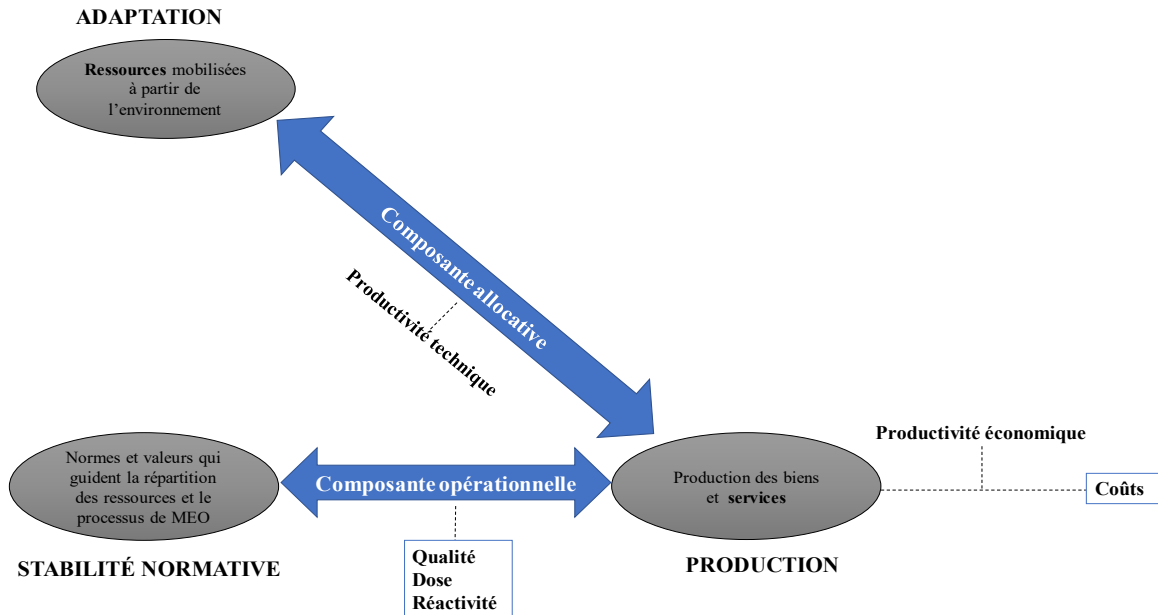 ADAPTATION
Ressources mobilisées
à partir de
l’environnement
Composante allocative
Productivité technique
Productivité économique
Normes et valeurs qui
guident la répartition
des ressources et le
processus de MEO
Composante opérationnelle
Production des biens
et services
Coûts
STABILITÉ NORMATIVE
Qualité
Dose
Réactivité
PRODUCTION